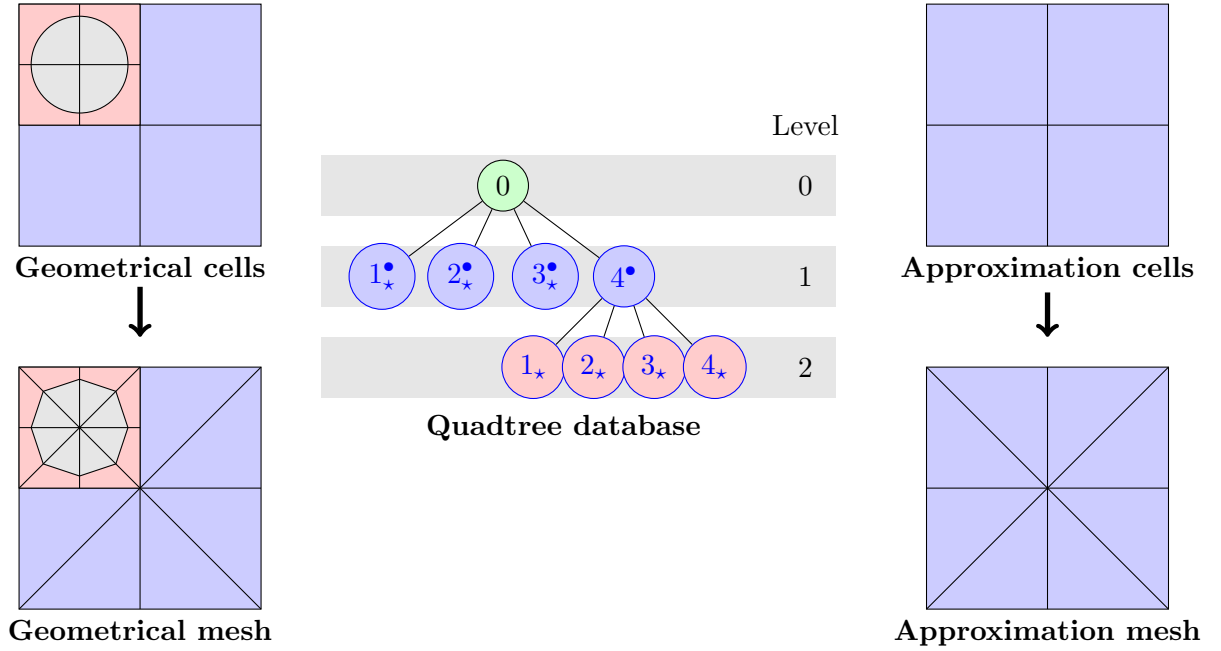 Level
0 0
1•⋆ 2•⋆ 3•⋆ 4• 1
1⋆ 2⋆ 3⋆ 4⋆ 2
Quadtree database
Geometrical cells
Geometrical mesh
Approximation cells
Approximation mesh